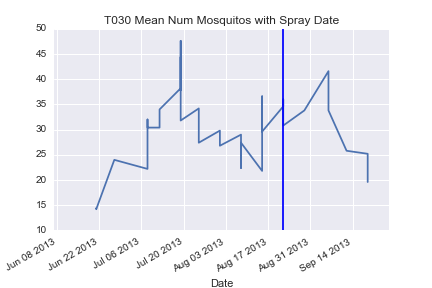 T030 Mean Num Mosquitos with Spray Date
50
45
40
35
30
25
20
15
10
Jun 08 2013
Jun 22 2013
Jul 06 2013
Jul 20 2013
Aug 03 2013
Aug 17 2013
Aug 31 2013
Sep 14 2013
Date